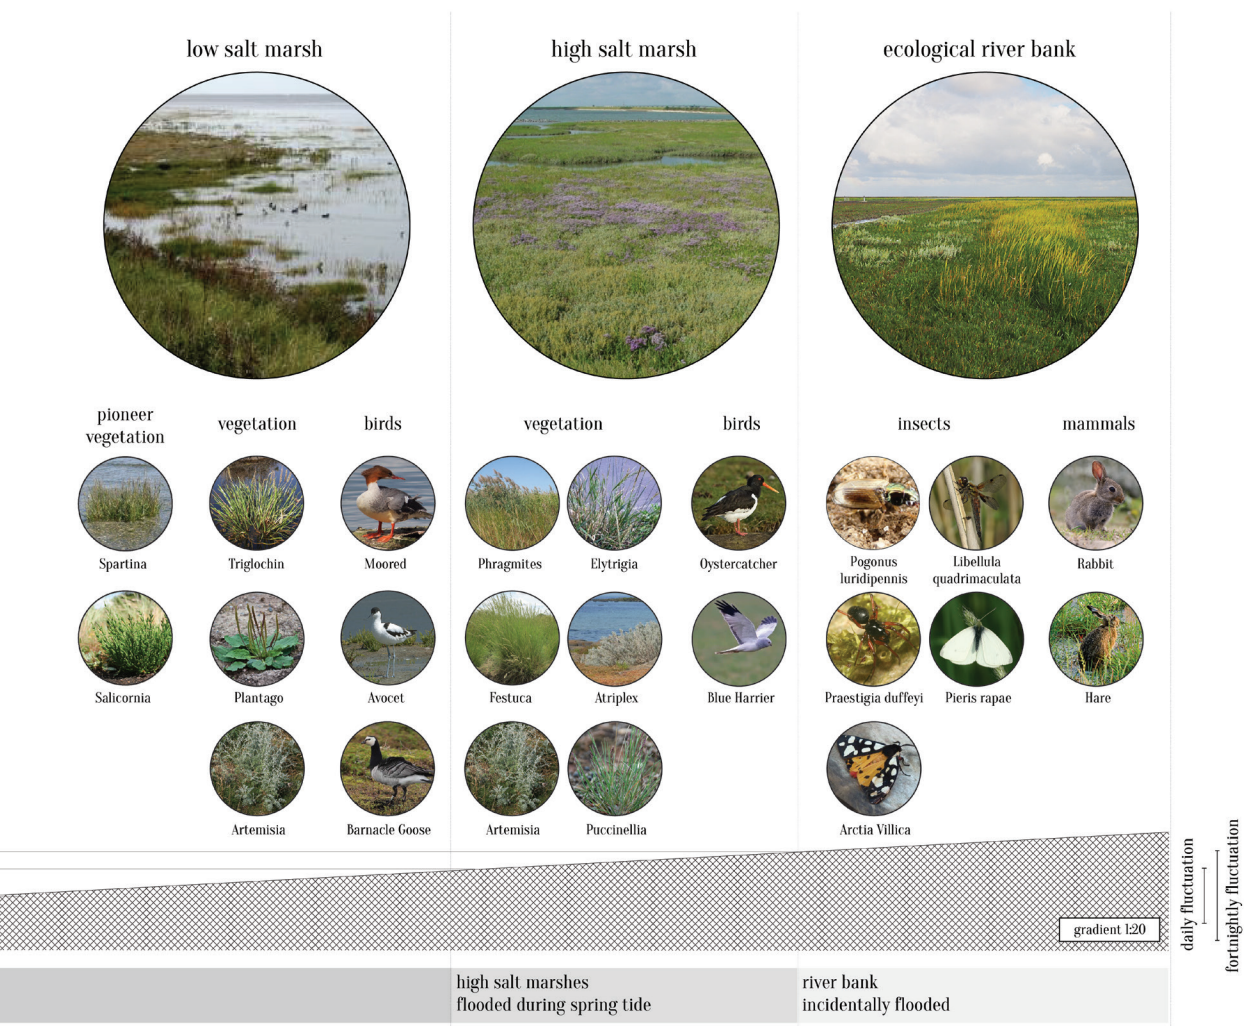 low salt marsh
high salt marsh
ecological river bank
pioneer
vegetation
vegetation
birds
vegetation
birds
insects
mammals
Spartina
Triglochin
Moored
Phragmites
Elytrigia
Oystercatcher
Pogonus
luridipennis
Libellula
quadrimaculata
Rabbit
Salicornia
Plantago
Avocet
Festuca
Atriplex
Blue Harrier
Praestigia duffeyi
Pieris rapae
Hare
Artemisia
Barnacle Goose
Artemisia
Puccinellia
Arctia Villica
gradient 1:20
daily fluctuation
fortnightly fluctuation
high salt marshes
flooded during spring tide
river bank
incidentally flooded